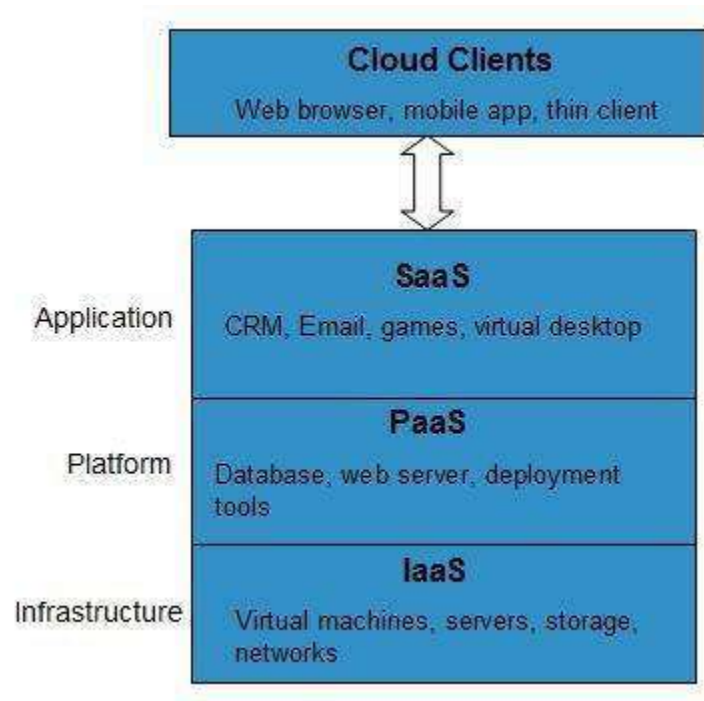 Cloud Clients
Web browser, mobile app, thin client
SaaS
Application
CRM, Email, games, virtual desktop
PaaS
Platform
Database, web server, deployment
tools
IaaS
Infrastructure
Virtual machines, servers, storage,
networks